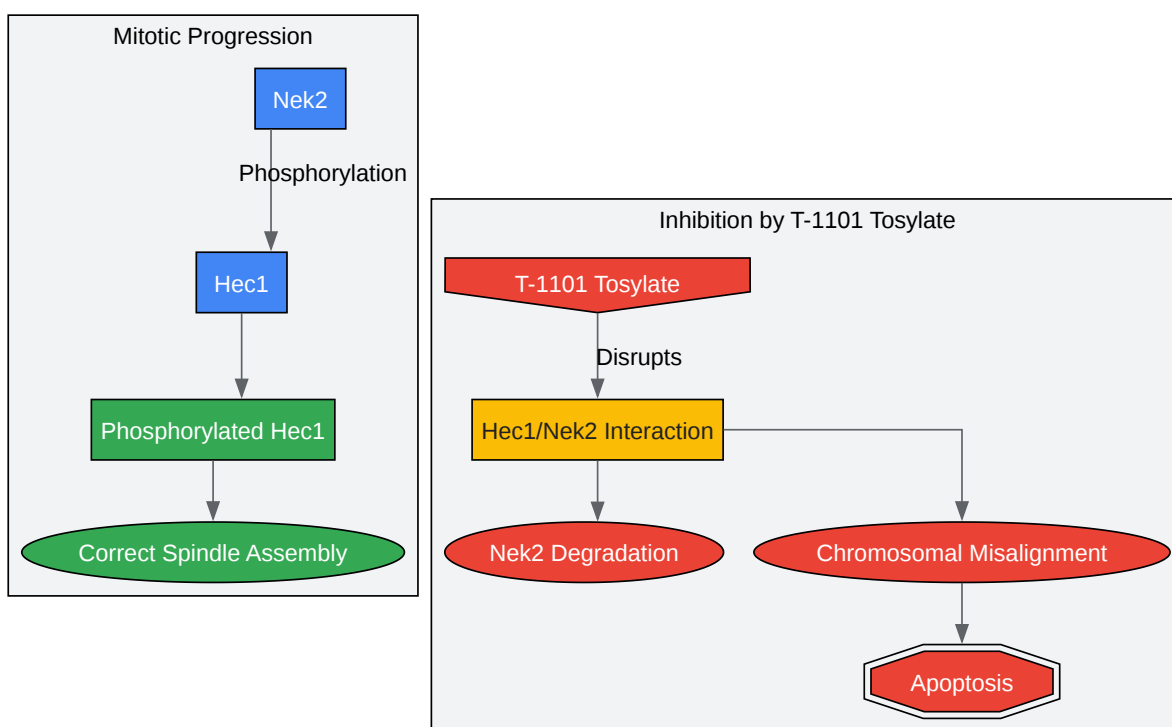 Mitotic Progression
Nek2
Phosphorylation
Hec1
Phosphorylated Hec1
Correct Spindle Assembly
Inhibition by T-1101 Tosylate
T-1101 Tosylate
Disrupts
Hec1/Nek2 Interaction
Nek2 Degradation
Chromosomal Misalignment
Apoptosis